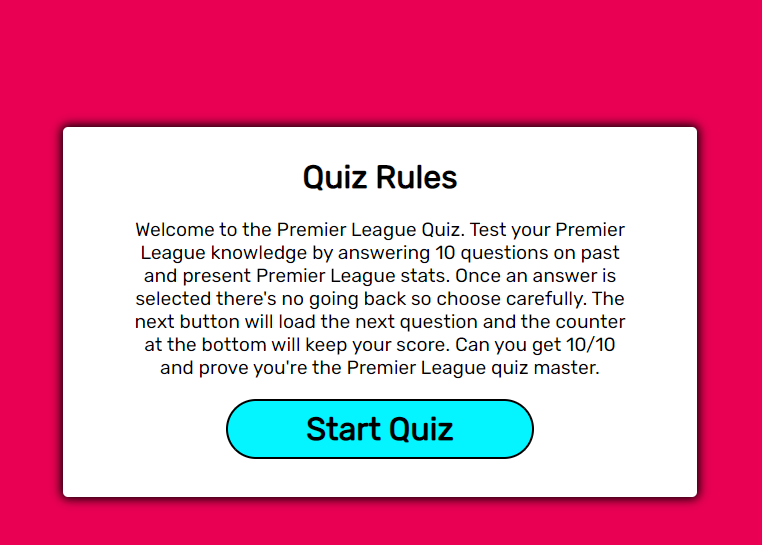 Quiz Rules
Welcome to the Premier League Quiz. Test your Premier
League knowledge by answering 10 questions on past
and present Premier League stats. Once an answer is
selected there's no going back so choose carefully. The
next button will load the next question and the counter
at the bottom will keep your score. Can you get 10/10
and prove you're the Premier League quiz master.
Start Quiz